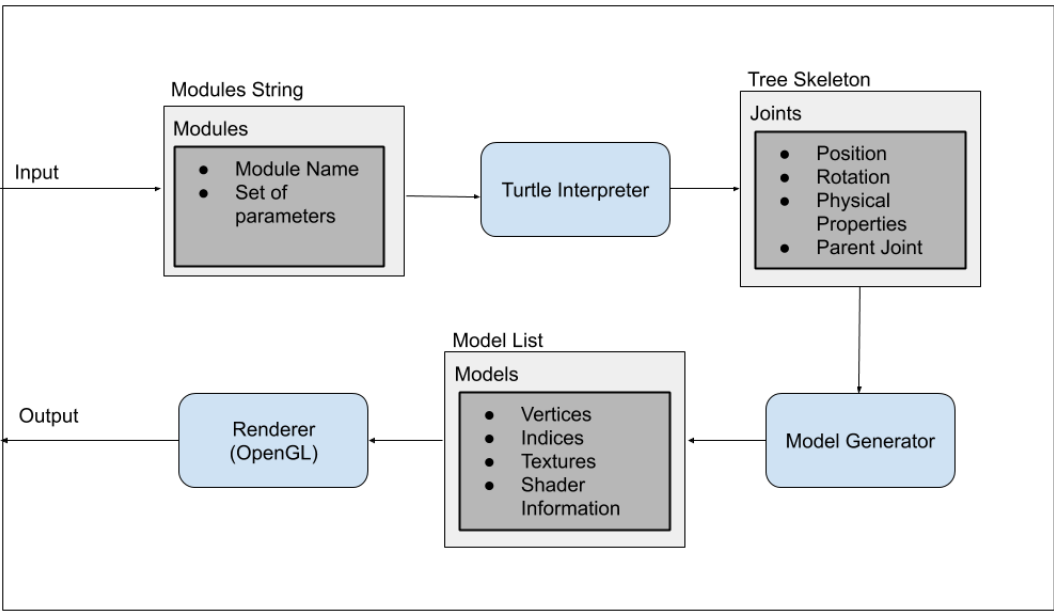 Input
Modules String
Modules
● Module Name
● Set of
parameters
Turtle Interpreter
Tree Skeleton
Joints
● Position
● Rotation
● Physical
Properties
● Parent Joint
Model Generator
Model List
Models
● Vertices
● Indices
● Textures
● Shader
Information
Renderer
(OpenGL)
Output